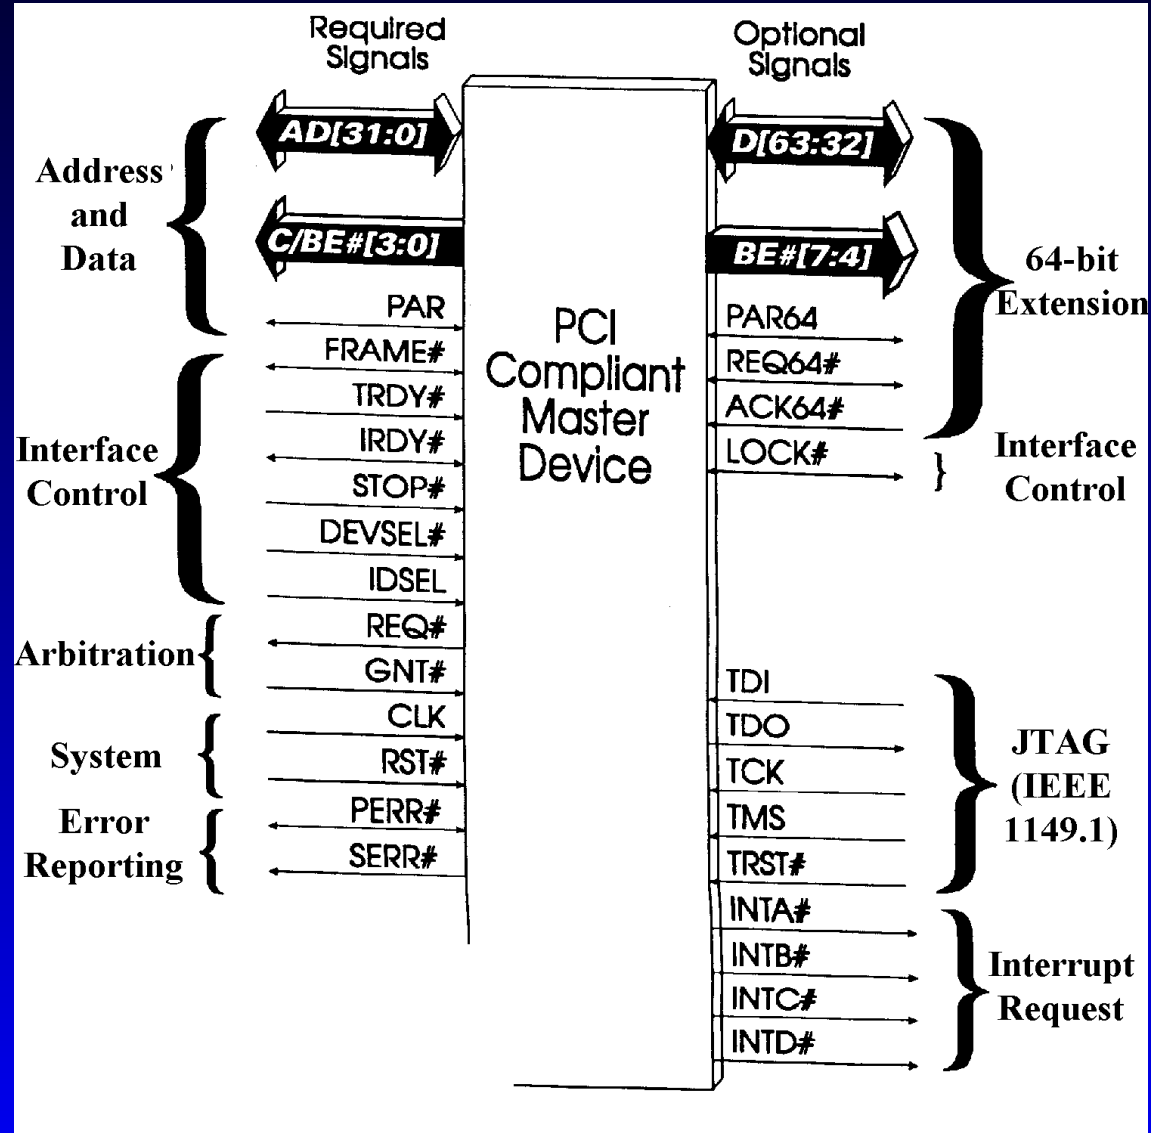 Required
Signals
Optional
Signals
AD[31:0]
C/BE#[3:0]
PAR
FRAME#
TRDY#
IRDY#
STOP#
DEVSEL#
IDSEL
REQ#
GNT#
CLK
RST#
PERR#
SERR#
Address
and
Data
Interface
Control
Arbitration
System
Error
Reporting
PCI
Compliant
Master
Device
D[63:32]
BE#[7:4]
PAR64
REQ64#
ACK64#
LOCK#
TDI
TDO
TCK
TMS
TRST#
INTA#
INTB#
INTC#
INTD#
64-bit
Extension
Interface
Control
JTAG
(IEEE
1149.1)
Interrupt
Request